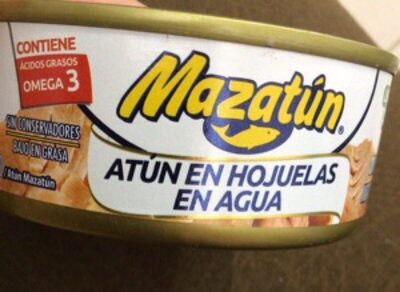 CONTIENE
ÁCIDOS GRASOS
OMEGA 3
Mazatún®
SIN CONSERVADORES
BAJO EN GRASA
Atún Mazatún
ATÚN EN HOJUELAS
EN AGUA